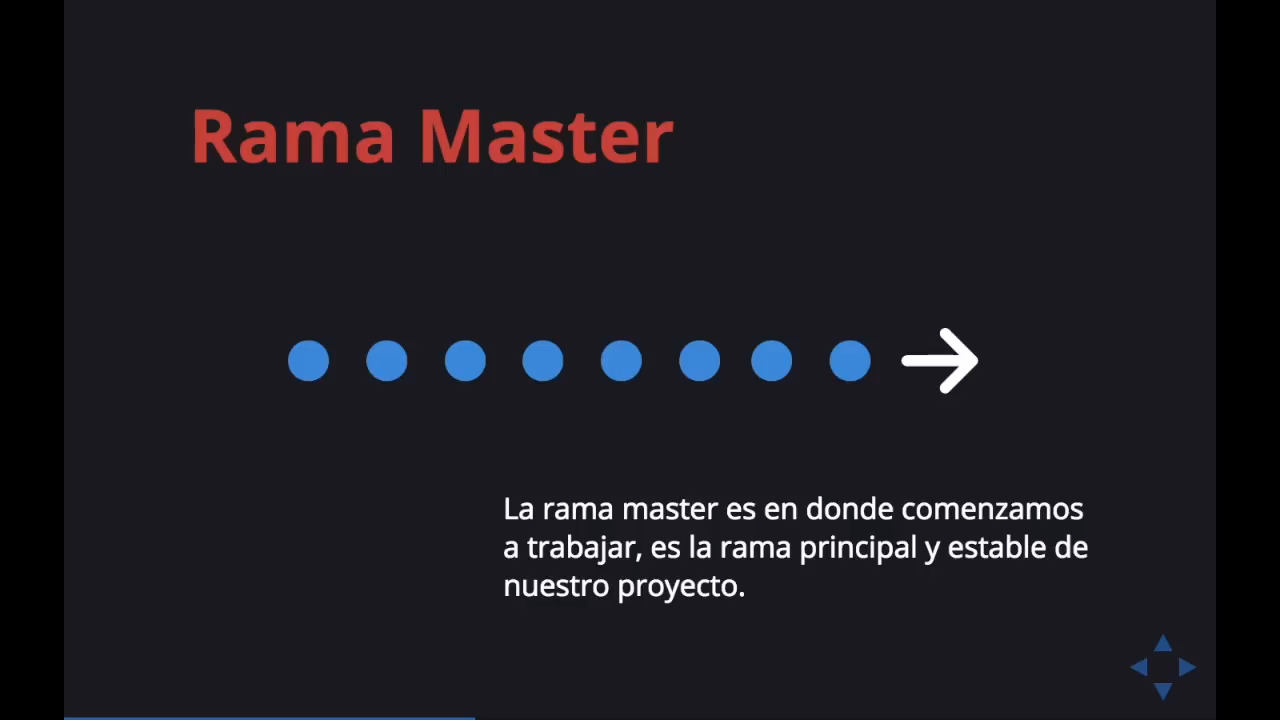 Rama Master
La rama master es en donde comenzamos
a trabajar, es la rama principal y estable de
nuestro proyecto.